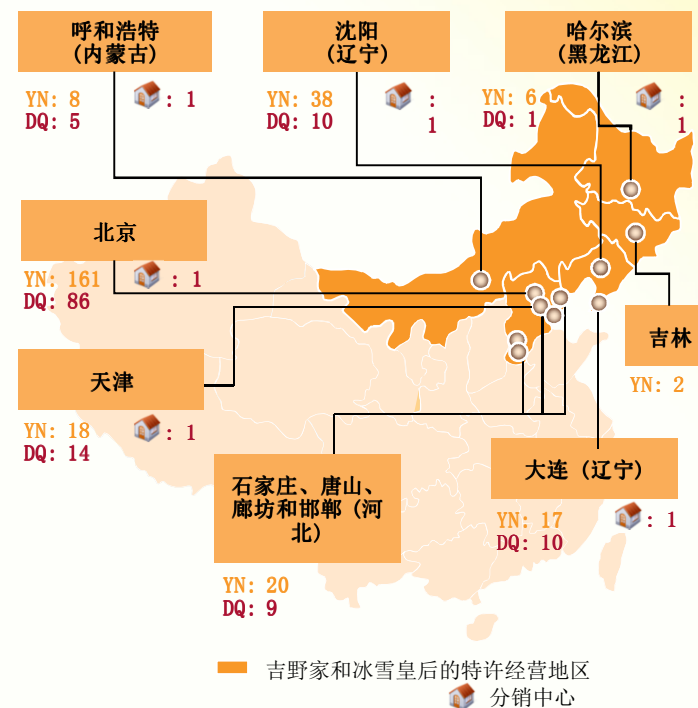 呼和浩特
(内蒙古)
YN: 8
: 1
DQ: 5
沈阳
(辽宁)
YN: 38
:
DQ: 10
1
哈尔滨
(黑龙江)
YN: 6
:
DQ: 1
1
北京
YN: 161
: 1
DQ: 86
吉林
YN: 2
天津
YN: 18
: 1
DQ: 14
石家庄、唐山、
廊坊和邯郸(河
北)
YN: 20
DQ: 9
大连(辽宁)
YN: 17
: 1
DQ: 10
吉野家和冰雪皇后的特许经营地区
分销中心